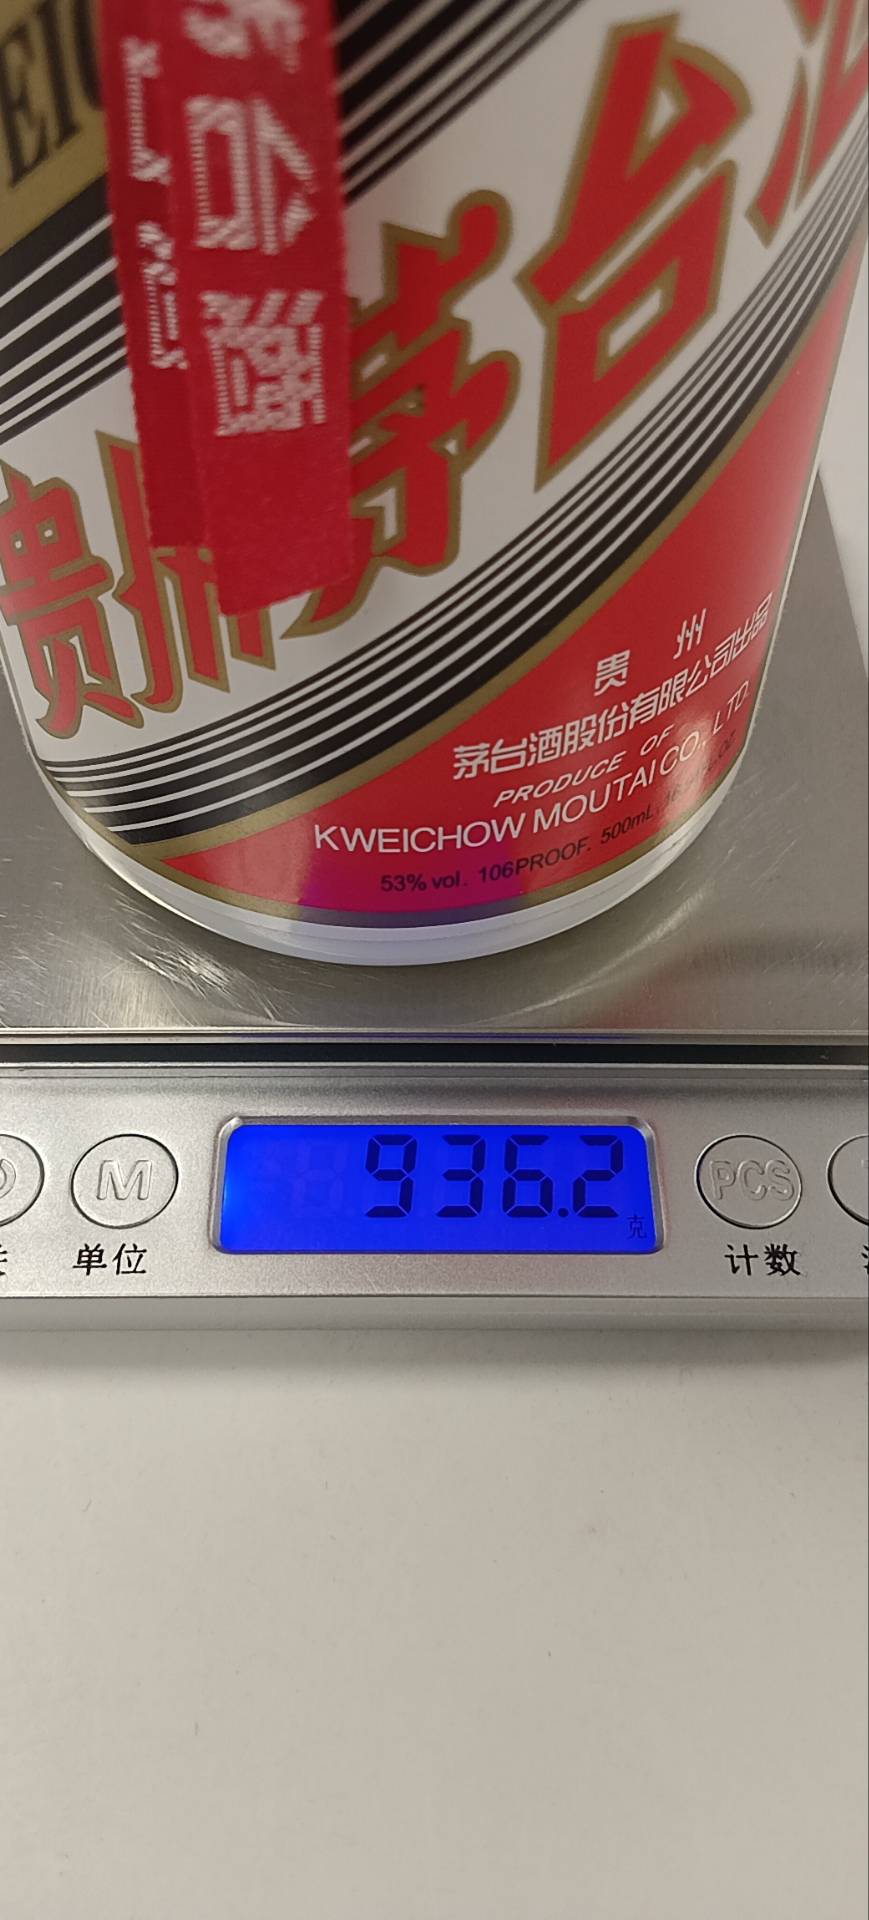 EIC
贵州茅台酒
贵 州
茅台酒股份有限公司出品
PRODUCE OF
KWEICHOW MOUTAI CO., LTD.
53% vol. 106PROOF. 500mL
936.2
克
M
PCS
单位
计数